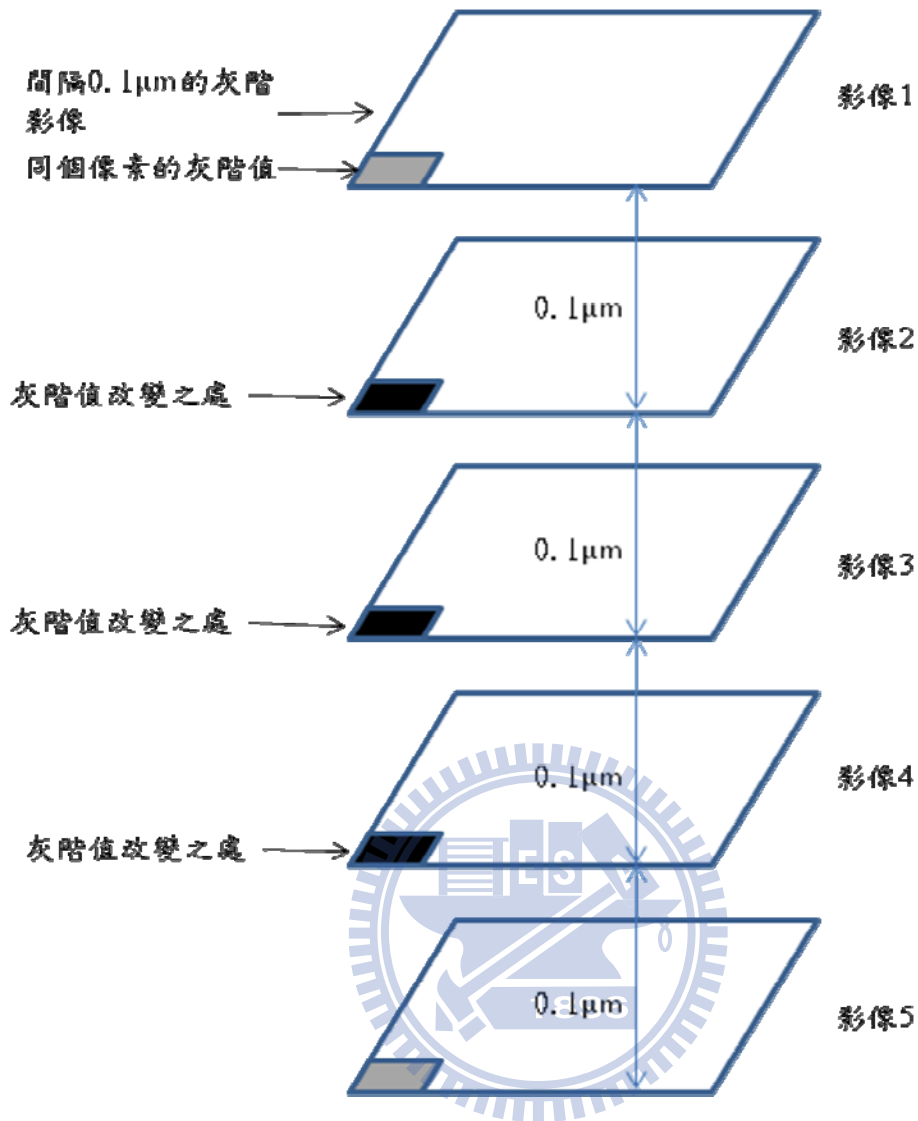 間隔0.1μm的灰階
影像
影像1
同個像素的灰階值
0.1μm
影像2
灰階值改變之處
0.1μm
影像3
灰階值改變之處
0.1μm
影像4
灰階值改變之處
ES
0.1μm
1896
影像5